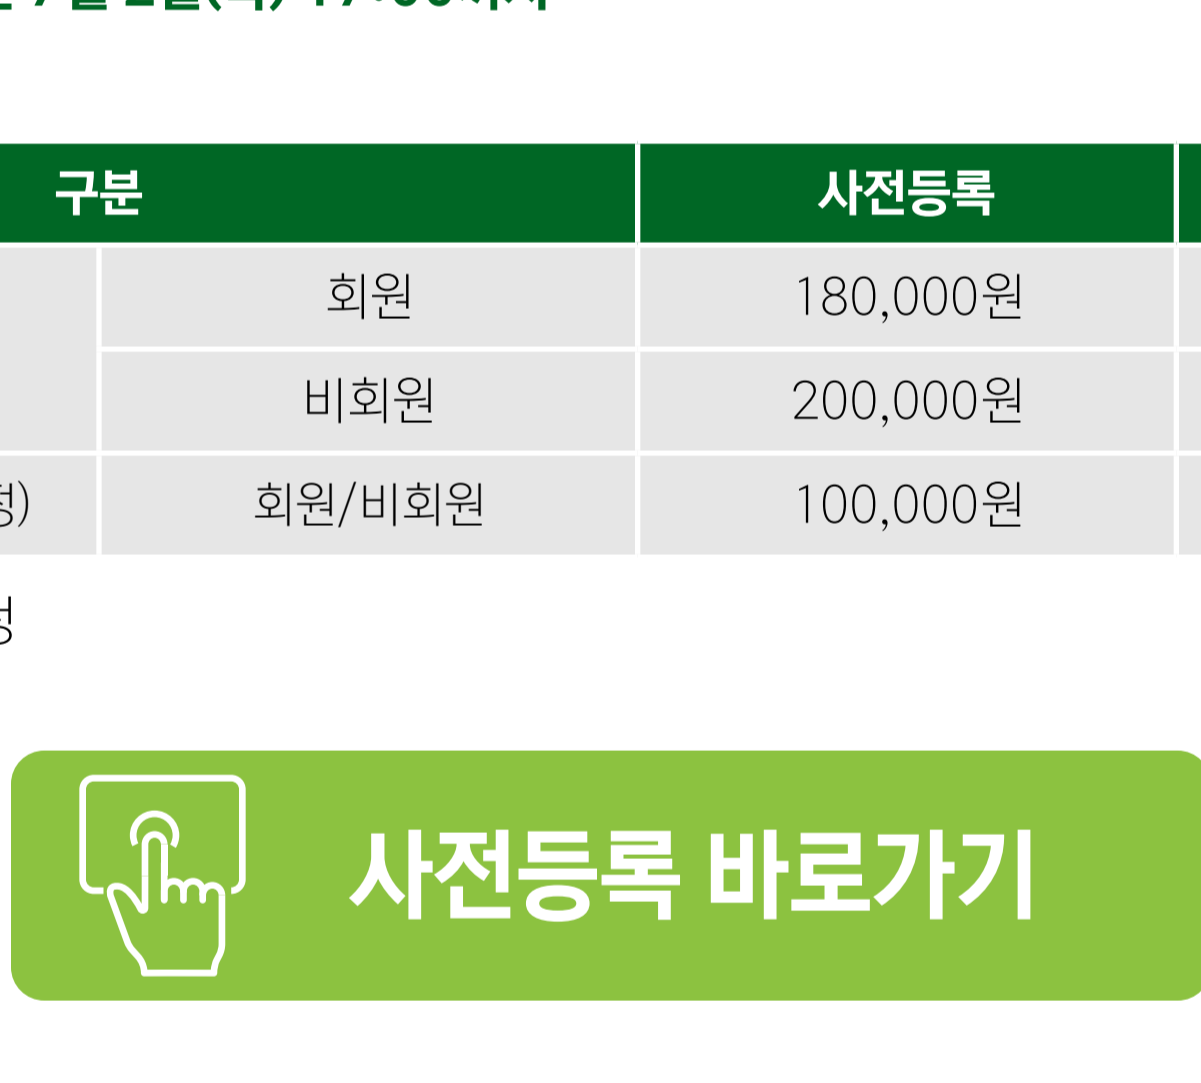 구분 사전등록
회원 180,000원
비회원 200,000원
회원/비회원 100,000원
사전등록 바로가기